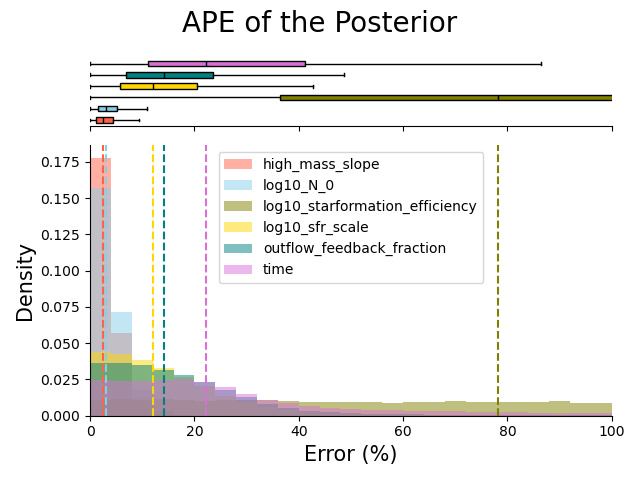 APE of the Posterior
high_mass_slope
log10_N_0
log10_starformation_efficiency
log10_sfr_scale
outflow_feedback_fraction
time
0.175
0.150
0.125
0.100
0.075
0.050
0.025
0.000
Density
0 20 40 60 80 100
Error (%)